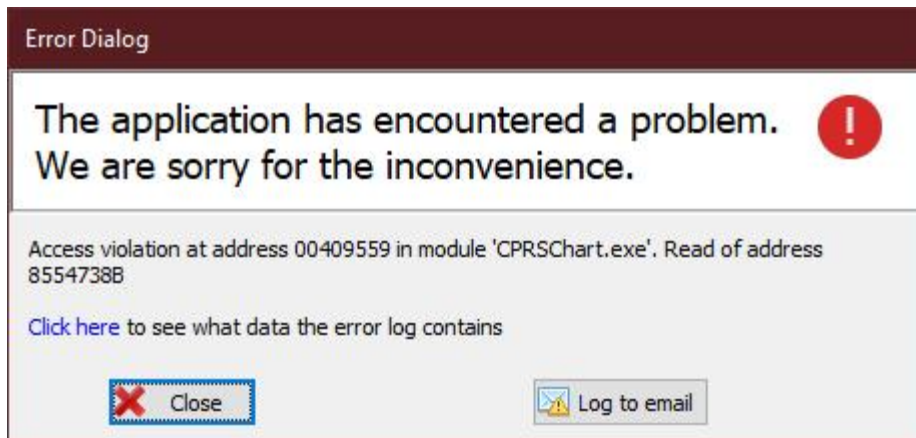 Error Dialog
The application has encountered a problem.
We are sorry for the inconvenience.
Access violation at address 00409559 in module 'CPRSChart.exe'. Read of address
8554738B
Click here to see what data the error log contains
Close
Log to email